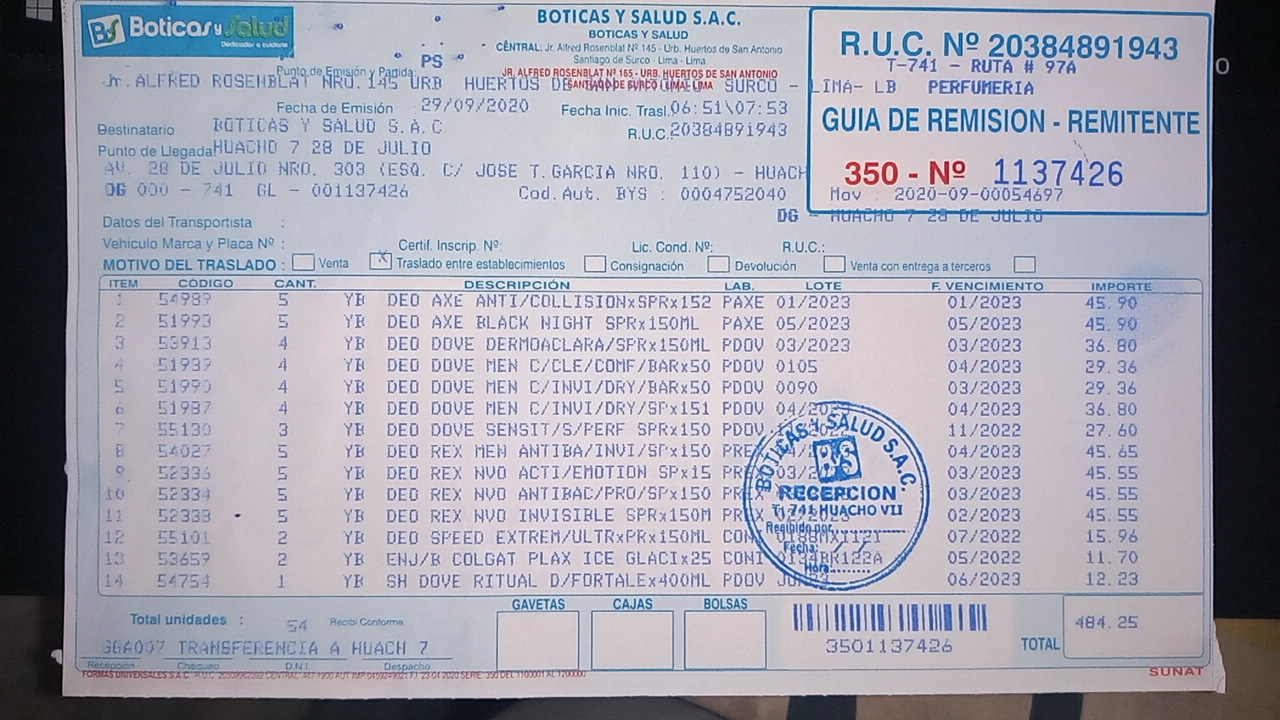 Boticas y Salud
Dedicados a cuidarte
BOTICAS Y SALUD S.A.C.
BOTICAS Y SALUD
CENTRAL: Jr. Alfred Rosenblat Nº 145 - Urb. Huertos de San Antonio
Santiago de Surco - Lima - Lima
PS
JR. ALFRED ROSENBLAT Nº 165 - URB. HUERTOS DE SAN ANTONIO
SANTIAGO DE SURCO / LIMA / LIMA
Punto de Emisión y Partida:
Jr. ALFRED ROSENBLAT NRO. 145 URB HUERTOS DE SURCO - LIMA- LB PERFUMERIA
R.U.C. Nº 20384891943
T-741 - RUTA # 97A
GUIA DE REMISION - REMITENTE
350 - Nº 1137426
Mov 2020-09-00054697
Fecha de Emisión 29/09/2020 Fecha Inic. Trasl. 06:51\07:53
Destinatario BOTICAS Y SALUD S.A.C R.U.C. 20384891943
Punto de Llegada HUACHO 7 28 DE JULIO
AV. 28 DE JULIO NRO. 303 (ESQ. C/ JOSE T.GARCIA NRO. 110) - HUACH
DG 000 - 741 GL - 001137426 Cod.Aut. BYS : 0004752040
DG - HUACHO 7 28 DE JULIO
Datos del Transportista :
Vehiculo Marca y Placa Nº : Certif. Inscrip. Nº: Lic. Cond. Nº: R.U.C.:
MOTIVO DEL TRASLADO : Venta X Traslado entre establecimientos Consignación Devolución Venta con entrega a terceros
ITEM CÓDIGO CANT. DESCRIPCIÓN LAB. LOTE F. VENCIMIENTO IMPORTE
1 54989 5 YB DEO AXE ANTI/COLLISIONxSPRx152 PAXE 01/2023 01/2023 45.90
2 51993 5 YB DEO AXE BLACK NIGHT SPRx150ML PAXE 05/2023 05/2023 45.90
3 53913 4 YB DEO DOVE DERMOACLARA/SPRx150ML PDOV 03/2023 03/2023 36.80
4 51989 4 YB DEO DOVE MEN C/CLE/COMF/BARx50 PDOV 0105 04/2023 29.36
5 51990 4 YB DEO DOVE MEN C/INVI/DRY/BARx50 PDOV 0090 03/2023 29.36
6 51987 4 YB DEO DOVE MEN C/INVI/DRY/SPx151 PDOV 04/2023 04/2023 36.80
7 55130 3 YB DEO DOVE SENSIT/S/PERF SPRx150 PDOV 11/2022 27.60
8 54027 5 YB DEO REX MEN ANTIBA/INVI/SPx150 04/2023 45.65
9 52336 5 YB DEO REX NVO ACTI/EMOTION SPx15 03/2023 45.55
10 52334 5 YB DEO REX NVO ANTIBAC/PRO/SPx150 03/2023 45.55
11 52333 5 YB DEO REX NVO INVISIBLE SPRx150M 02/2023 45.55
12 55101 2 YB DEO SPEED EXTREM/ULTRxPRx150ML 07/2022 15.96
13 53659 2 YB ENJ/B COLGAT PLAX ICE GLACIx25 CONI 0134BK122A 05/2022 11.70
14 54754 1 YB SH DOVE RITUAL D/FORTALEx400ML PDOV 06/2023 12.23
BOTICAS Y SALUD S.A.C.
BS
RECEPCION
T. 741 HUACHO VII
Recibido por
Fecha:
Hora:
Total unidades : 54 Recibí Conforme
GAVETAS CAJAS BOLSAS
3501137426
TOTAL 484.25
GGA007 TRANSFERENCIA A HUACH 7
Recepción Chequeo D.N.I. Despacho
SUNAT